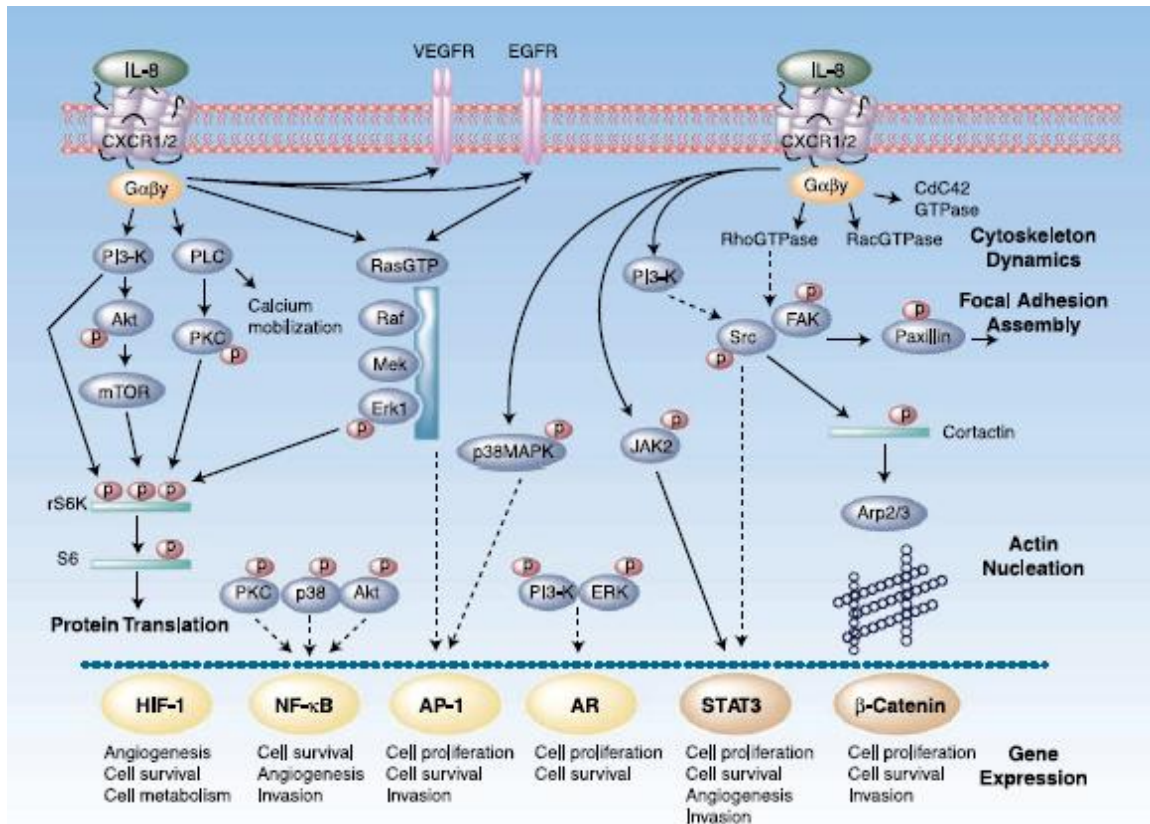 VEGFR
EGFR
IL-8
IL-8
CXCR1/2
CXCR1/2
Gαβγ
Gαβγ
CdC42
GTPase
RhoGTPase
RacGTPase
Cytoskeleton
Dynamics
PI3-K
PLC
RasGTP
PI3-K
Calcium
mobilization
Akt
P
PKC
P
Raf
Src
P
FAK
P
Paxillin
P
Focal Adhesion
Assembly
mTOR
Mek
Erk1
P
p38MAPK
P
JAK2
P
P
Cortactin
rS6K
P P P
Arp2/3
S6
P
Actin
Nucleation
PKC
P
p38
P
Akt
P
PI3-K
P
ERK
P
Protein Translation
HIF-1
NF-κB
AP-1
AR
STAT3
β-Catenin
Angiogenesis
Cell survival
Cell metabolism
Cell survival
Angiogenesis
Invasion
Cell proliferation
Cell survival
Invasion
Cell proliferation
Cell survival
Cell proliferation
Cell survival
Angiogenesis
Invasion
Cell proliferation
Cell survival
Invasion
Gene
Expression